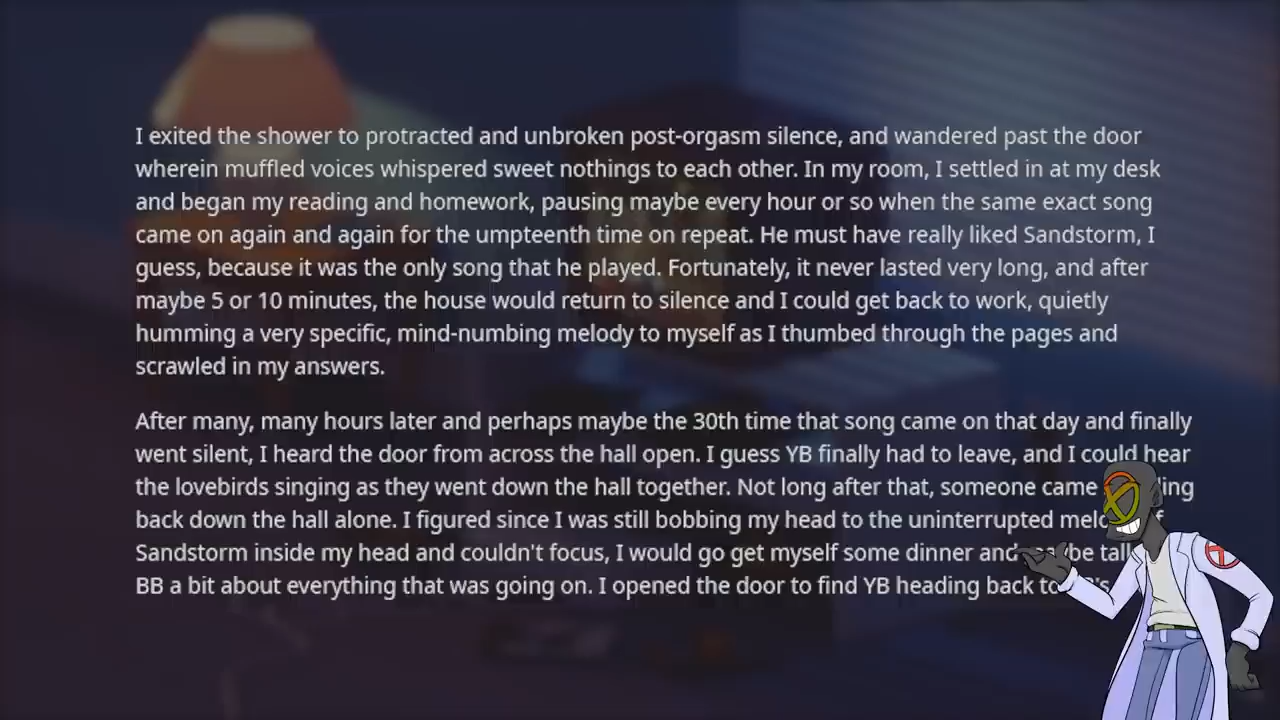 I exited the shower to protracted and unbroken post-orgasm silence, and wandered past the door
wherein muffled voices whispered sweet nothings to each other. In my room, I settled in at my desk
and began my reading and homework, pausing maybe every hour or so when the same exact song
came on again and again for the umpteenth time on repeat. He must have really liked Sandstorm, I
guess, because it was the only song that he played. Fortunately, it never lasted very long, and after
maybe 5 or 10 minutes, the house would return to silence and I could get back to work, quietly
humming a very specific, mind-numbing melody to myself as I thumbed through the pages and
scrawled in my answers.
After many, many hours later and perhaps maybe the 30th time that song came on that day and finally
went silent, I heard the door from across the hall open. I guess YB finally had to leave, and I could hear
the lovebirds singing as they went down the hall together. Not long after that, someone came
back down the hall alone. I figured since I was still bobbing my head to the uninterrupted
Sandstorm inside my head and couldn't focus, I would go get myself some dinner and
BB a bit about everything that was going on. I opened the door to find YB heading back to